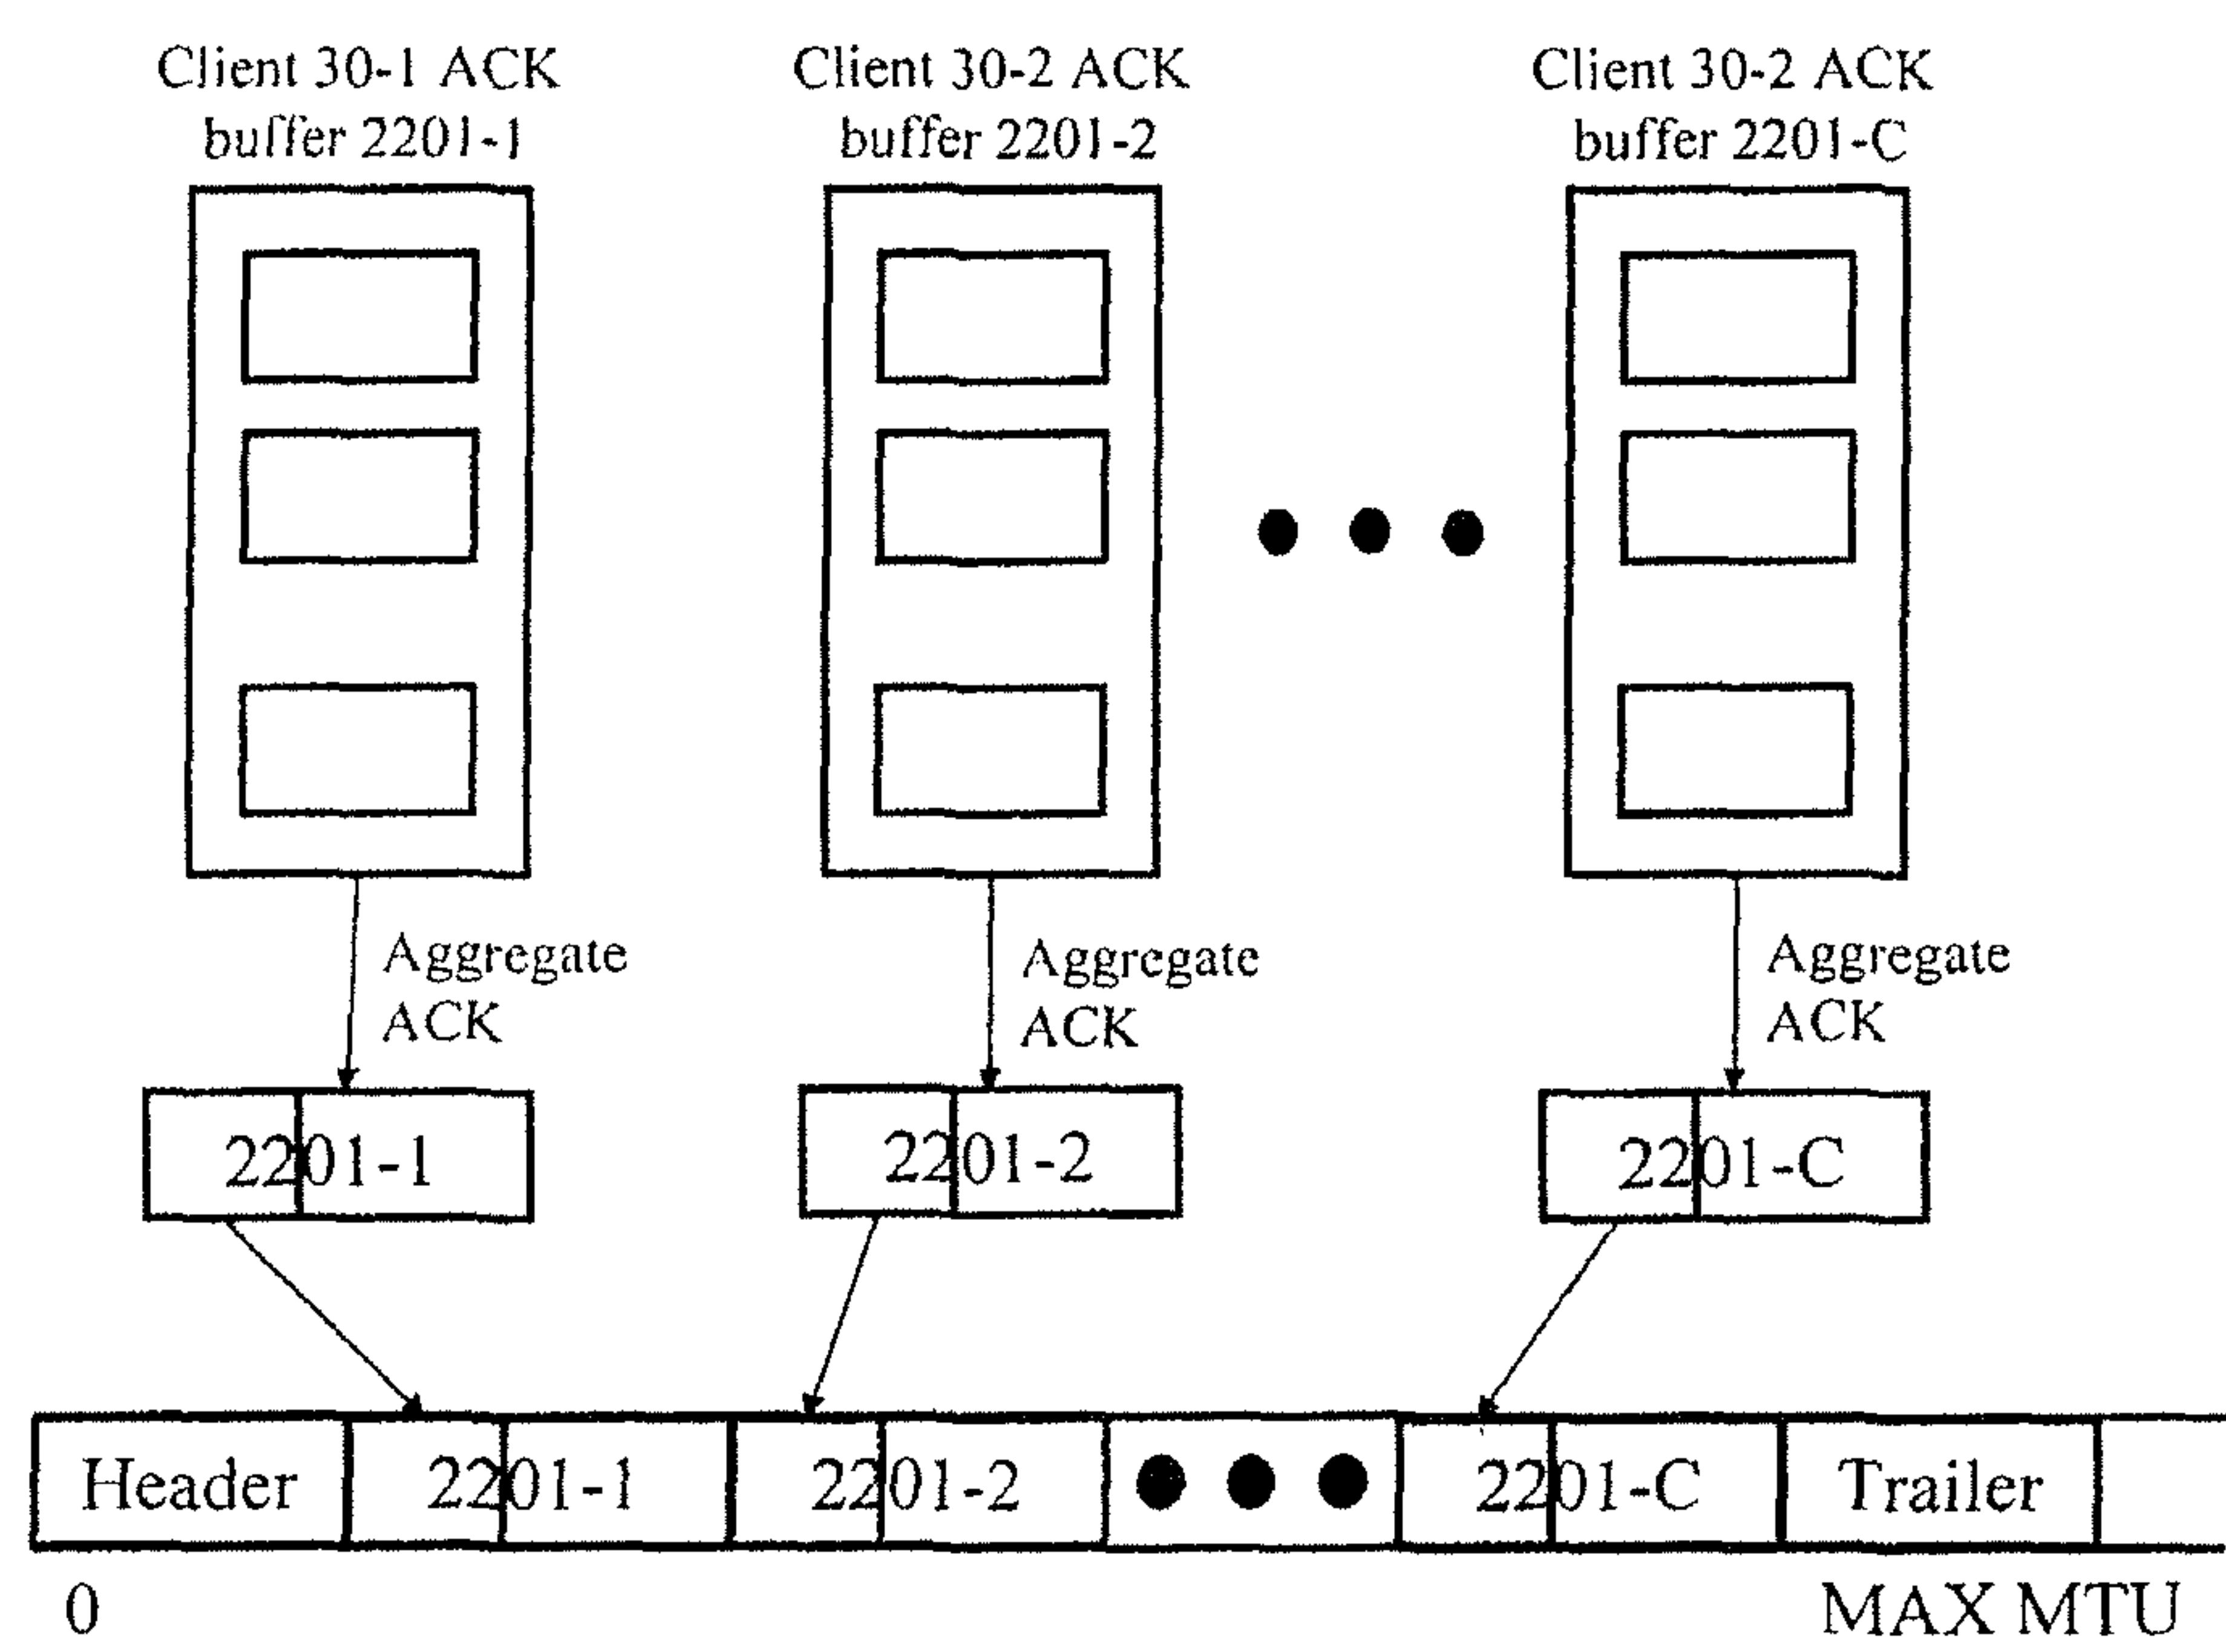 Client 30-1 ACK
buffer 2201-1
Client 30-2 ACK
buffer 2201-2
Client 30-2 ACK
buffer 2201-C
Aggregate
ACK
Aggregate
ACK
Aggregate
ACK
2201-1
2201-2
2201-C
Header
2201-1
2201-2
2201-C
Trailer
0
MAX MTU